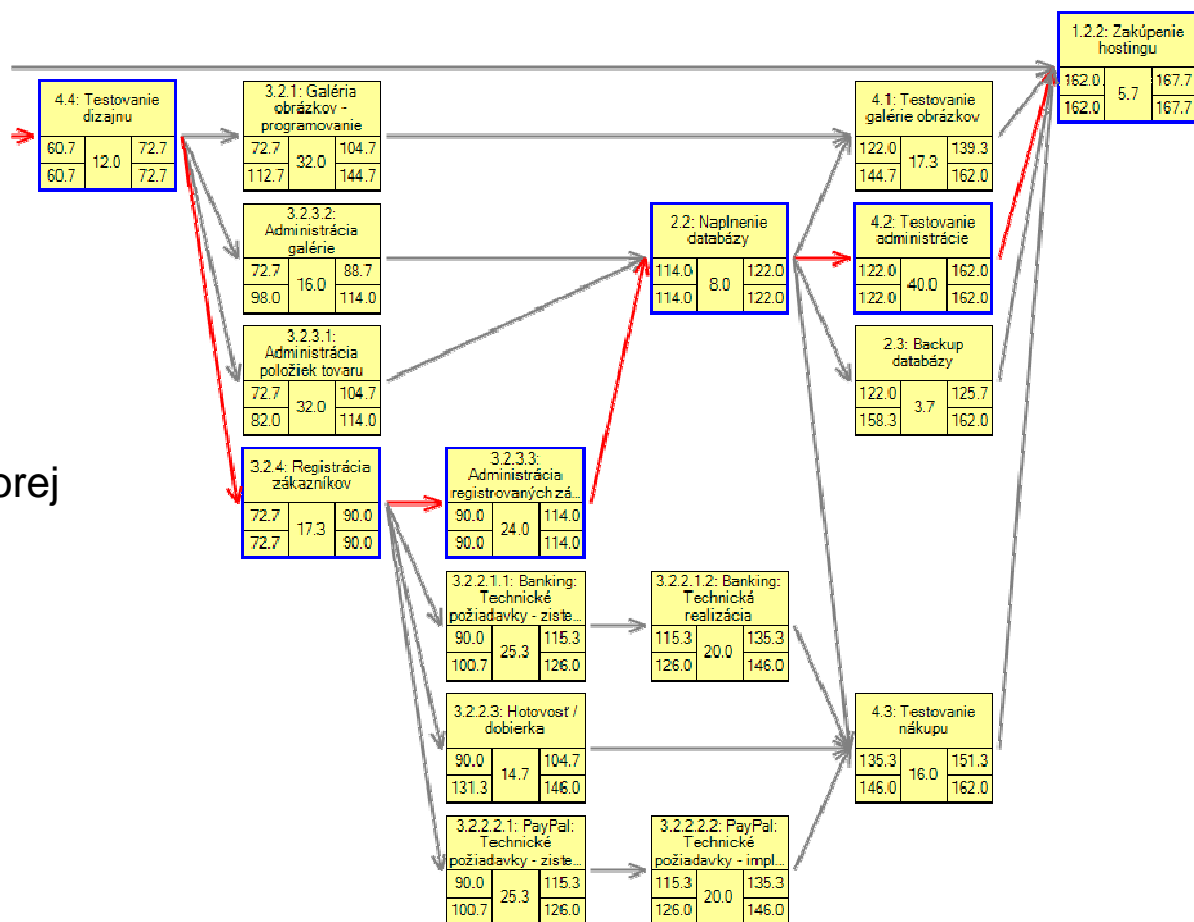 1.2.2: Zakúpenie
hostingu
162.0 5.7 167.7
162.0 167.7
4.4: Testovanie
dizajnu
60.7 12.0 72.7
60.7 72.7
3.2.1: Galéria
obrázkov -
programovanie
72.7 32.0 104.7
112.7 144.7
4.1: Testovanie
galérie obrázkov
122.0 17.3 139.3
144.7 162.0
3.2.3.2:
Administrácia
galérie
72.7 16.0 88.7
98.0 114.0
2.2: Naplnenie
databázy
114.0 8.0 122.0
114.0 122.0
4.2: Testovanie
administrácie
122.0 40.0 162.0
122.0 162.0
3.2.3.1:
Administrácia
položiek tovaru
72.7 32.0 104.7
82.0 114.0
2.3: Backup
databázy
122.0 3.7 125.7
158.3 162.0
orej
3.2.4: Registrácia
zákazníkov
72.7 17.3 90.0
72.7 90.0
3.2.3.3:
Administrácia
registrovaných zá...
90.0 24.0 114.0
90.0 114.0
3.2.2.1.1: Banking:
Technické
požiadavky - ziste...
90.0 25.3 115.3
100.7 126.0
3.2.2.1.2: Banking:
Technická
realizácia
115.3 20.0 135.3
126.0 146.0
3.2.2.3: Hotovosť /
dobierka
90.0 14.7 104.7
131.3 146.0
4.3: Testovanie
nákupu
135.3 16.0 151.3
146.0 162.0
3.2.2.2.1: PayPal:
Technické
požiadavky - ziste...
90.0 25.3 115.3
100.7 126.0
3.2.2.2.2: PayPal:
Technické
požiadavky - impl...
115.3 20.0 135.3
126.0 146.0